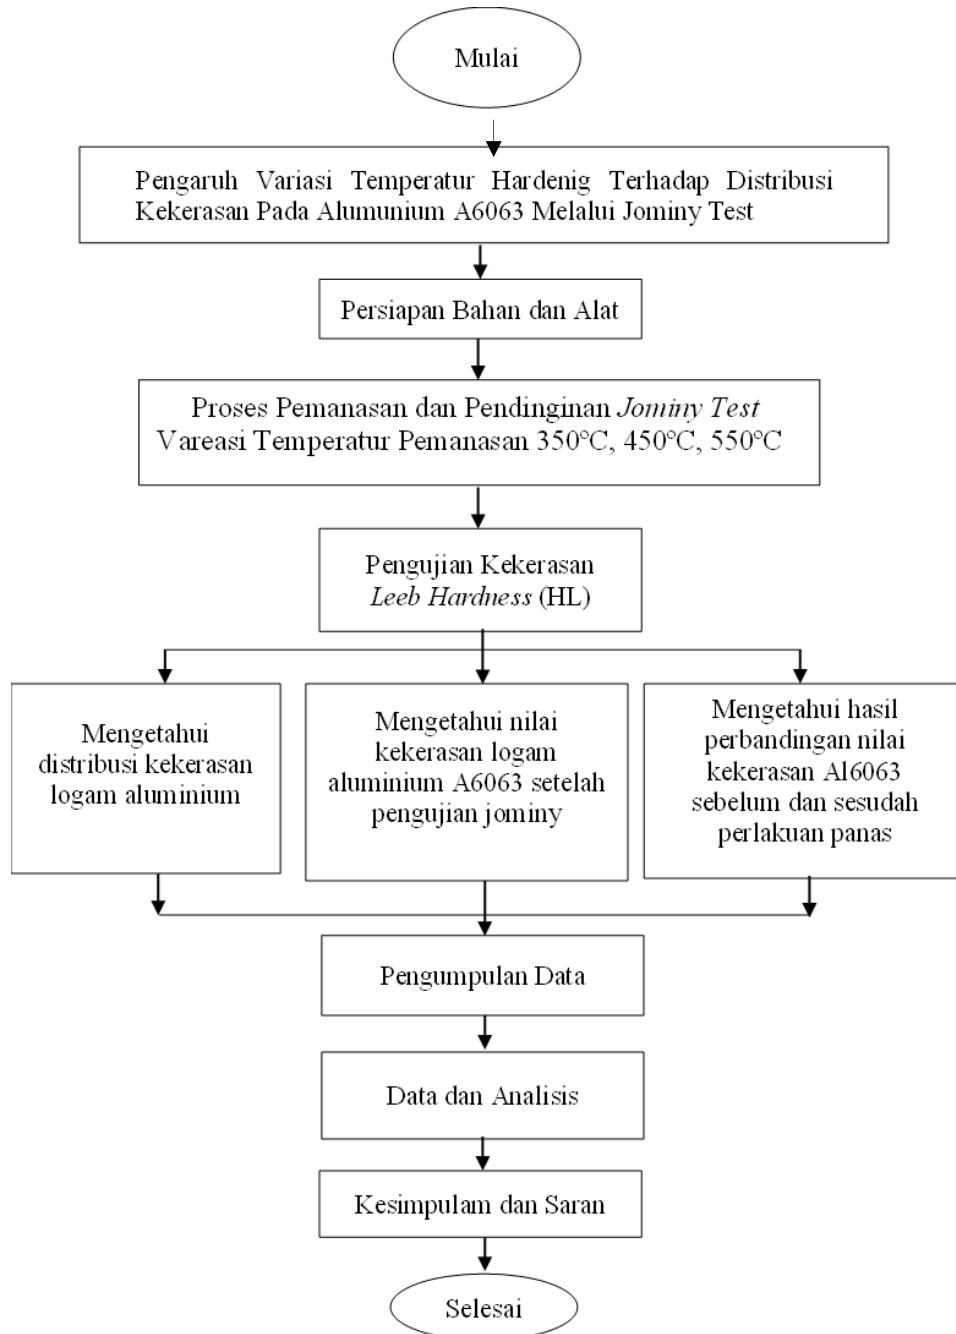 Mulai
Pengaruh Variasi Temperatur Hardenig Terhadap Distribusi
Kekerasan Pada Alumunium A6063 Melalui Jominy Test
Persiapan Bahan dan Alat
Proses Pemanasan dan Pendinginan Jominy Test
Vareasi Temperatur Pemanasan 350°C, 450°C, 550°C
Pengujian Kekerasan
Leeb Hardness (HL)
Mengetahui
distribusi kekerasan
logam aluminium
Mengetahui nilai
kekerasan logam
aluminium A6063 setelah
pengujian jominy
Mengetahui hasil
perbandingan nilai
kekerasan Al6063
sebelum dan sesudah
perlakuan panas
Pengumpulan Data
Data dan Analisis
Kesimpulam dan Saran
Selesai